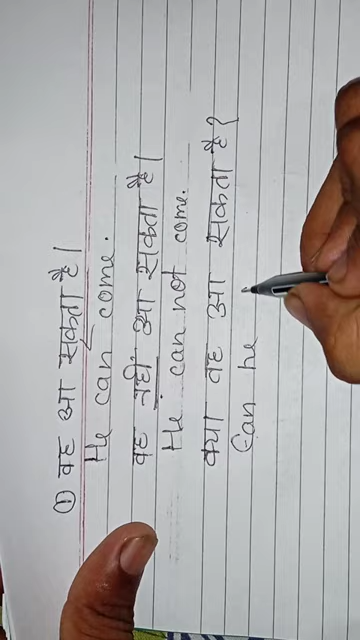 ① वह आ सकता है।
He can come.
वह नहीं आ सकता है।
He can not come.
क्या वह आ सकता है?
Can he